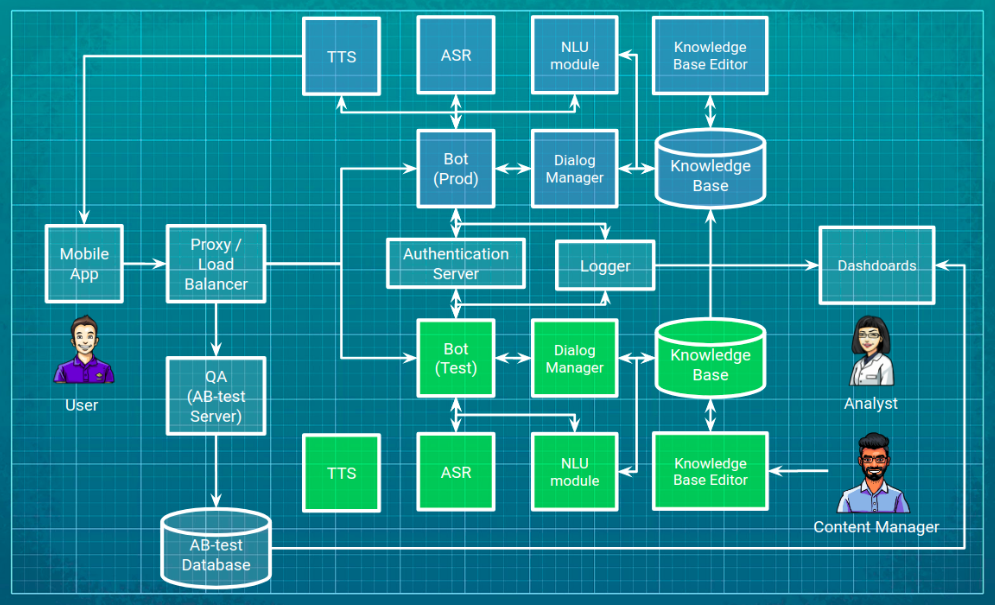 TTS
ASR
NLU
module
Knowledge
Base Editor
Bot
(Prod)
Dialog
Manager
Knowledge
Base
Mobile
App
Proxy /
Load
Balancer
Authentication
Server
Logger
Dashdoards
User
QA
(AB-test
Server)
Bot
(Test)
Dialog
Manager
Knowledge
Base
Analyst
TTS
ASR
NLU
module
Knowledge
Base Editor
Content Manager
AB-test
Database